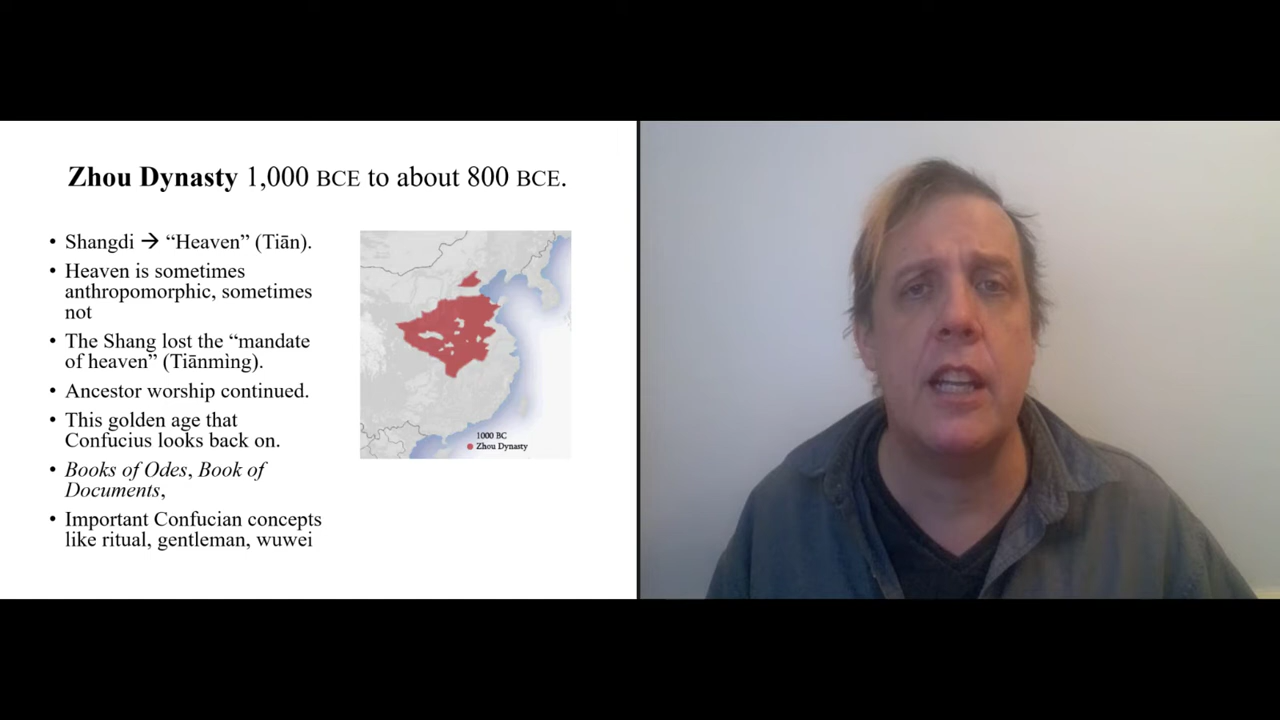 Zhou Dynasty 1,000 BCE to about 800 BCE.
• Shangdi → “Heaven” (Tiān).
• Heaven is sometimes
anthropomorphic, sometimes
not
• The Shang lost the “mandate
of heaven” (Tiānmìng).
• Ancestor worship continued.
• This golden age that
Confucius looks back on.
• Books of Odes, Book of
Documents,
• Important Confucian concepts
like ritual, gentleman, wuwei
1000 BC
Zhou Dynasty